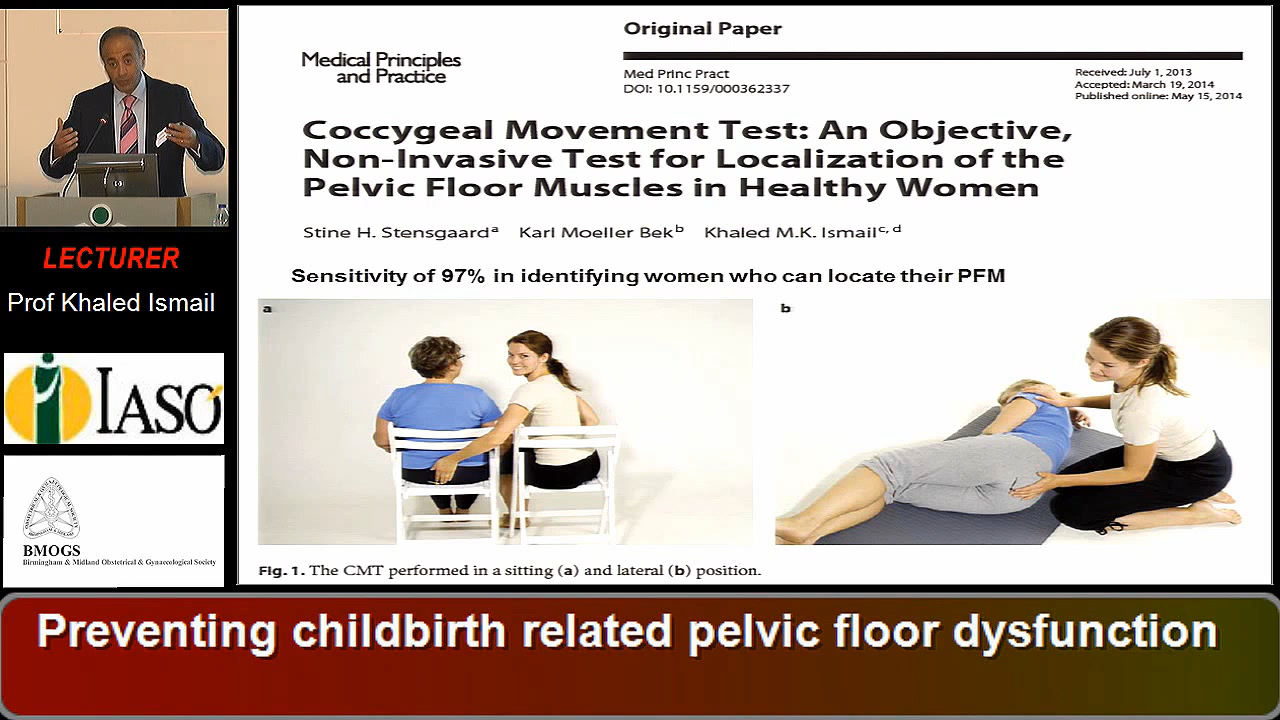 Original Paper
Medical Principles
and Practice
Med Princ Pract
DOI: 10.1159/000362337
Received: July 1, 2013
Accepted: March 19, 2014
Published online: May 15, 2014
Coccygeal Movement Test: An Objective,
Non-Invasive Test for Localization of the
Pelvic Floor Muscles in Healthy Women
Stine H. Stensgaard a Karl Moeller Bek b Khaled M.K. Ismail c, d
Sensitivity of 97% in identifying women who can locate their PFM
a
b
Fig. 1. The CMT performed in a sitting (a) and lateral (b) position.
LECTURER
Prof Khaled Ismail
IASO
BMOGS
Birmingham & Midland Obstetrical & Gynaecological Society
Preventing childbirth related pelvic floor dysfunction